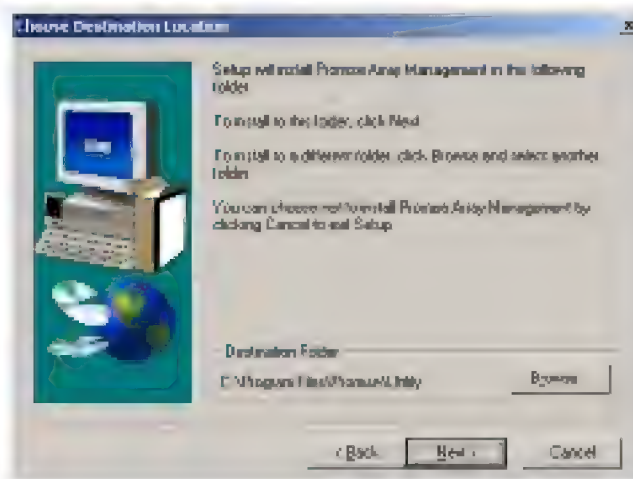 Choose Destination Location
Setup will install Promise Array Management in the following
folder.
To install to this folder, click Next.
To install to a different folder, click Browse and select another
folder.
You can choose not to install Promise Array Management by
clicking Cancel to exit Setup.
Destination Folder
C:\Program Files\Promise\Utility
Browse
< Back
Next >
Cancel